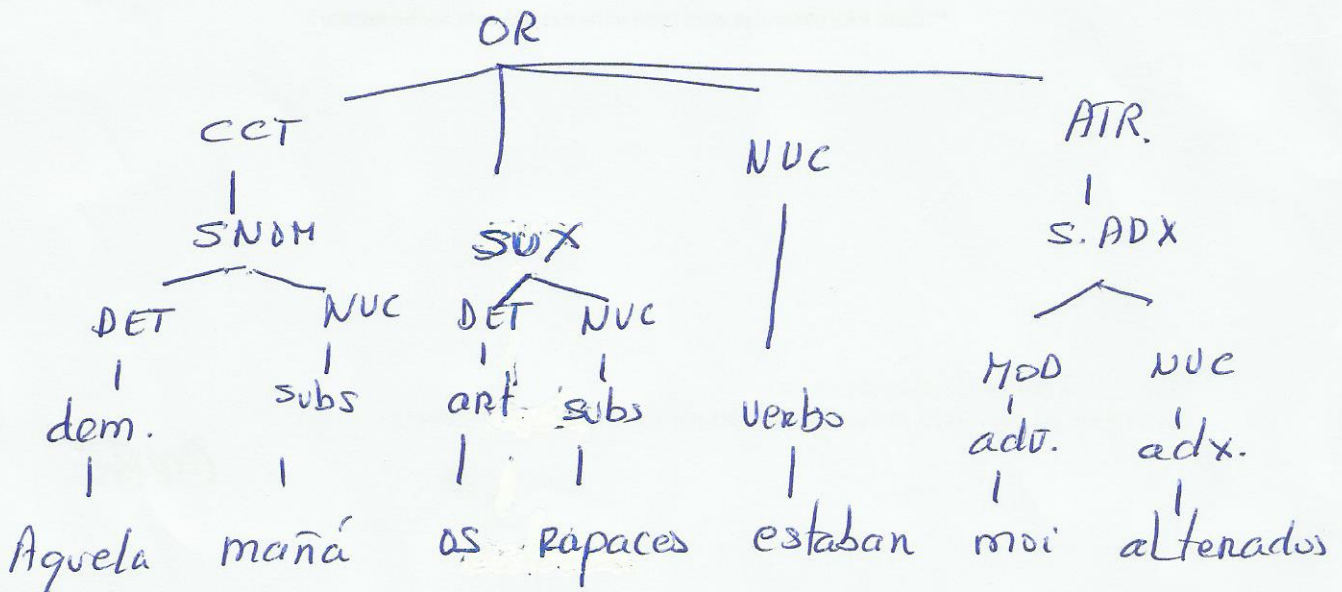 OR
CCT ATR.
NUC
SNOM SUX S. ADX
DET NUC DET NUC
MOD NUC
dem. subs art. subs verbo adv. adx.
Aquela mañá os Rapaces estaban moi alterados